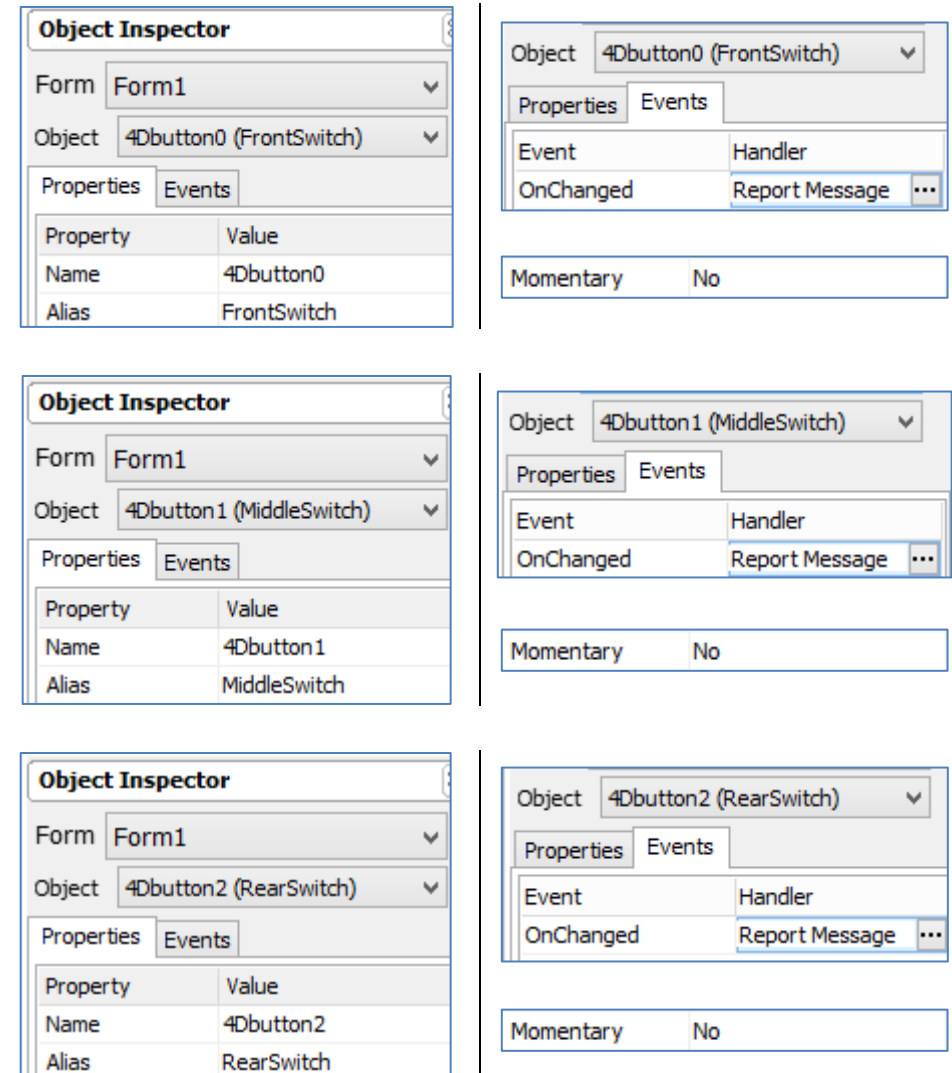 Object Inspector
Form Form1
Object 4Dbutton0 (FrontSwitch)
Properties Events
Property Value
Name 4Dbutton0
Alias FrontSwitch
Object 4Dbutton0 (FrontSwitch)
Properties Events
Event Handler
OnChanged Report Message ...
Momentary No
Object Inspector
Form Form1
Object 4Dbutton1 (MiddleSwitch)
Properties Events
Property Value
Name 4Dbutton1
Alias MiddleSwitch
Object 4Dbutton1 (MiddleSwitch)
Properties Events
Event Handler
OnChanged Report Message ...
Momentary No
Object Inspector
Form Form1
Object 4Dbutton2 (RearSwitch)
Properties Events
Property Value
Name 4Dbutton2
Alias RearSwitch
Object 4Dbutton2 (RearSwitch)
Properties Events
Event Handler
OnChanged Report Message ...
Momentary No